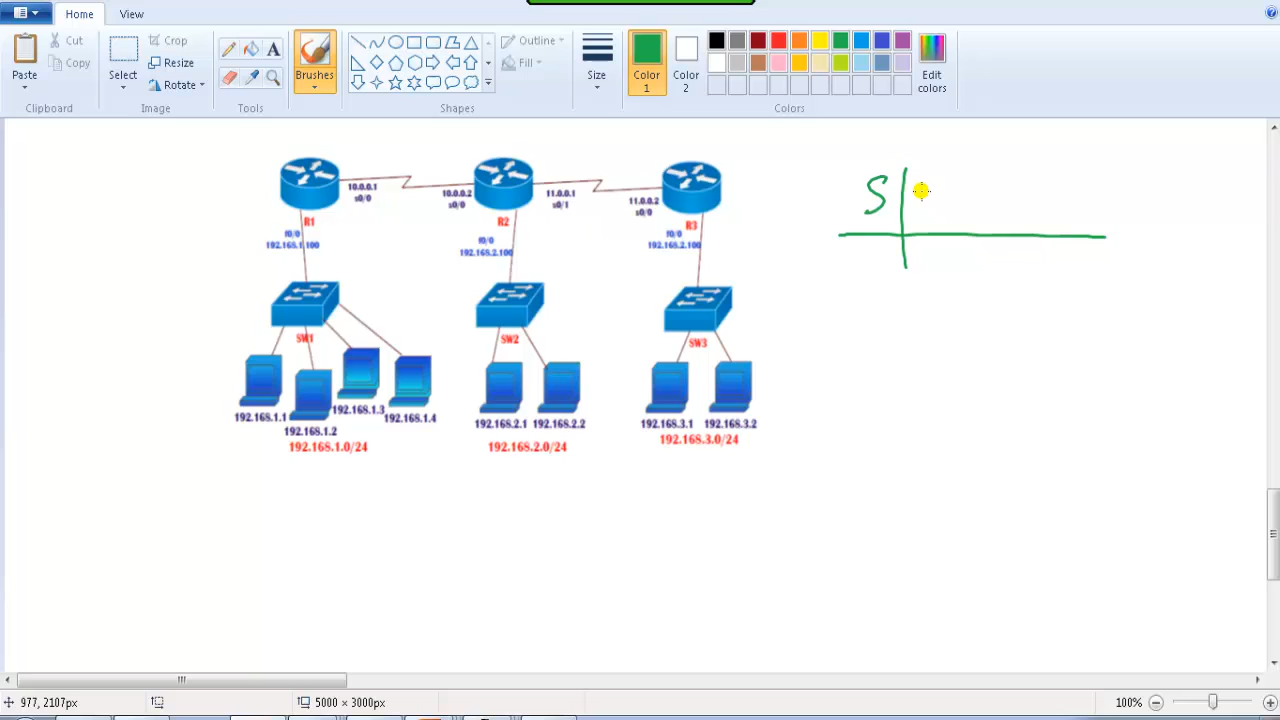 Home View
Paste Cut Copy
Clipboard
Select Crop Resize Rotate
Image
A
Tools
Brushes
Outline Fill
Shapes
Size
Color 1
Color 2
Edit colors
Colors
10.0.0.1
s0/0
10.0.0.2
s0/0
11.0.0.1
s0/1
11.0.0.2
s0/0
R1
R2
R3
f0/0
192.168.1.100
f0/0
192.168.2.100
f0/0
192.168.2.100
SW1
SW2
SW3
192.168.1.1
192.168.1.2
192.168.1.3
192.168.1.4
192.168.2.1
192.168.2.2
192.168.3.1
192.168.3.2
192.168.1.0/24
192.168.2.0/24
192.168.3.0/24
S
977, 2107px
5000 × 3000px
100%